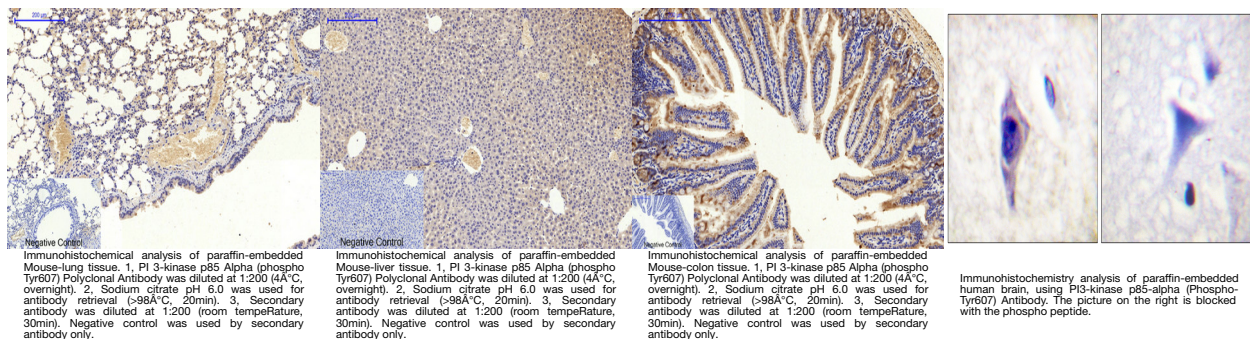 200 μm
Negative Control
Negative Control
Negative Control
Immunohistochemical analysis of paraffin-embedded
Mouse-lung tissue. 1, PI 3-kinase p85 Alpha (phospho
Tyr607) Polyclonal Antibody was diluted at 1:200 (4Â°C,
overnight). 2, Sodium citrate pH 6.0 was used for
antibody retrieval (>98Â°C, 20min). 3, Secondary
antibody was diluted at 1:200 (room tempeRature,
30min). Negative control was used by secondary
antibody only.
Immunohistochemical analysis of paraffin-embedded
Mouse-liver tissue. 1, PI 3-kinase p85 Alpha (phospho
Tyr607) Polyclonal Antibody was diluted at 1:200 (4Â°C,
overnight). 2, Sodium citrate pH 6.0 was used for
antibody retrieval (>98Â°C, 20min). 3, Secondary
antibody was diluted at 1:200 (room tempeRature,
30min). Negative control was used by secondary
antibody only.
Immunohistochemical analysis of paraffin-embedded
Mouse-colon tissue. 1, PI 3-kinase p85 Alpha (phospho
Tyr607) Polyclonal Antibody was diluted at 1:200 (4Â°C,
overnight). 2, Sodium citrate pH 6.0 was used for
antibody retrieval (>98Â°C, 20min). 3, Secondary
antibody was diluted at 1:200 (room tempeRature,
30min). Negative control was used by secondary
antibody only.
Immunohistochemistry analysis of paraffin-embedded
human brain, using PI3-kinase p85-alpha (Phospho-
Tyr607) Antibody. The picture on the right is blocked
with the phospho peptide.